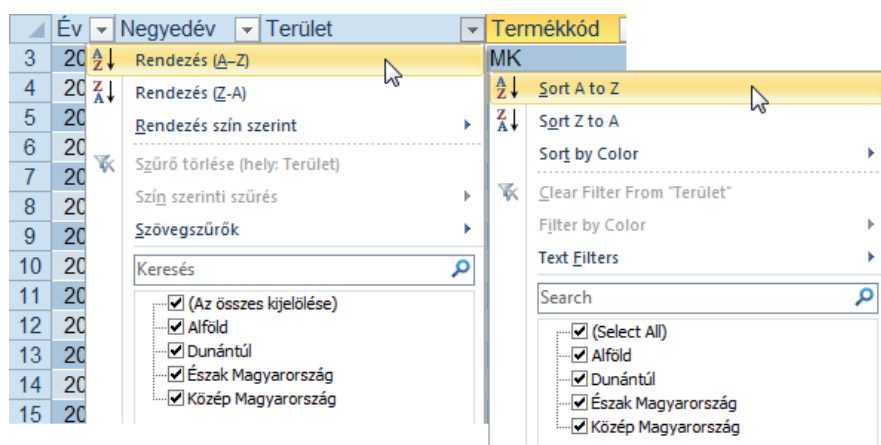 Év Negyedév Terület Termékkód
3 20 MK
4 20
5 20
6 20
7 20
8 20
9 20
10 20
11 20
12 20
13 20
14 20
15 20
Rendezés (A–Z)
Rendezés (Z-A)
Rendezés szín szerint
Szűrő törlése (hely: Terület)
Szín szerinti szűrés
Szövegszűrők
Keresés
(Az összes kijelölése)
Alföld
Dunántúl
Észak Magyarország
Közép Magyarország
Sort A to Z
Sort Z to A
Sort by Color
Clear Filter From "Terület"
Filter by Color
Text Filters
Search
(Select All)
Alföld
Dunántúl
Észak Magyarország
Közép Magyarország